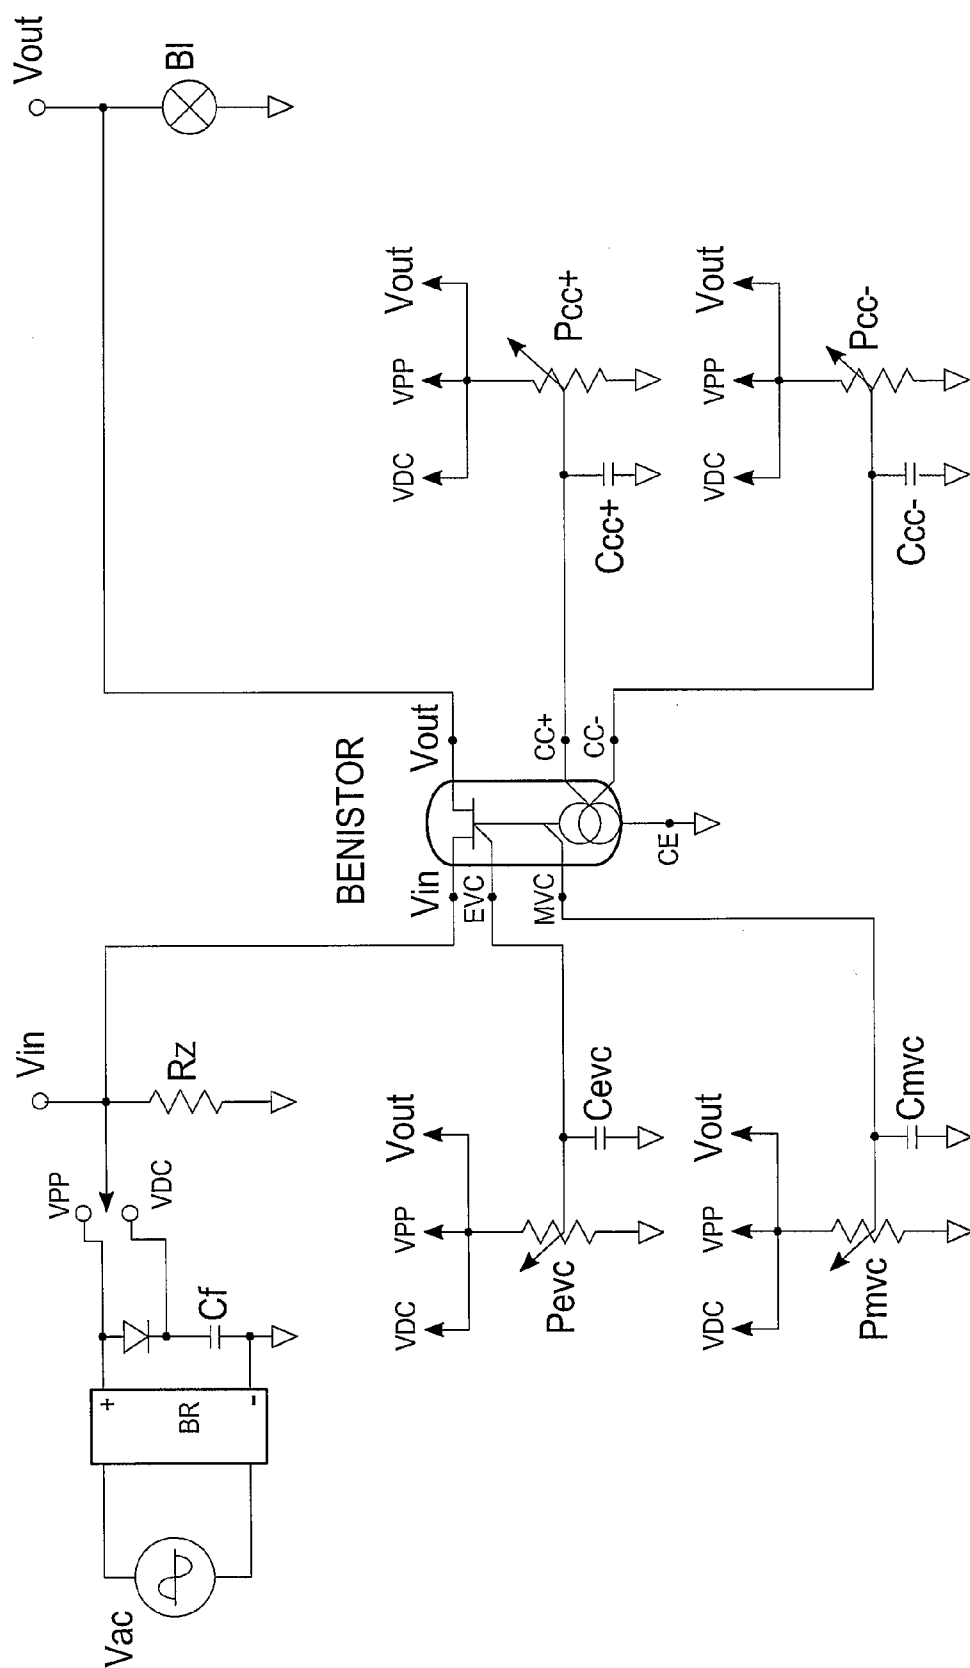 Vout
BI
Vin
Rz
VPP
VDC
Cf
+
BR
-
Vac
BENISTOR
Vin
Vout
EVC
MVC
CC+
CC-
CE
VDC
VPP
Vout
Pcc+
Ccc+
VDC
VPP
Vout
Pcc-
Ccc-
VDC
VPP
Vout
Pevc
Cevc
VDC
VPP
Vout
Pmvc
Cmvc